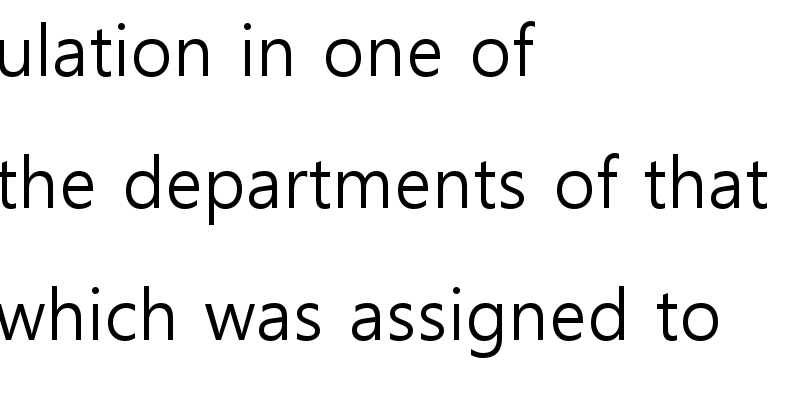 ulation in one of
the departments of that
which was assigned to